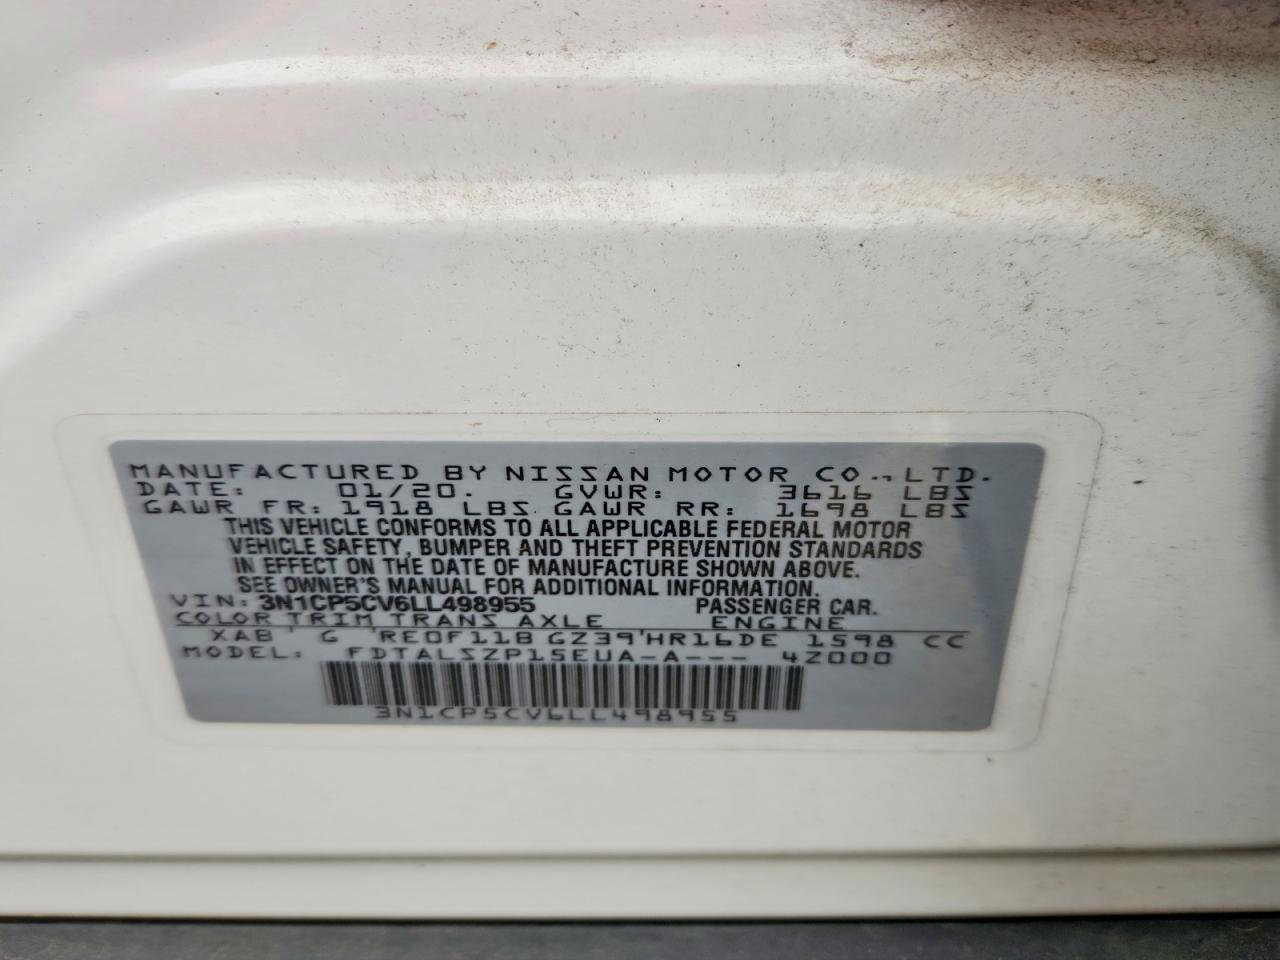 MANUFACTURED BY NISSAN MOTOR CO., LTD.
DATE: 01/20. GVWR: 3616 LBS
GAWR FR: 1918 LBS. GAWR RR: 1698 LBS
THIS VEHICLE CONFORMS TO ALL APPLICABLE FEDERAL MOTOR
VEHICLE SAFETY, BUMPER AND THEFT PREVENTION STANDARDS
IN EFFECT ON THE DATE OF MANUFACTURE SHOWN ABOVE.
SEE OWNER'S MANUAL FOR ADDITIONAL INFORMATION.
VIN: 3N1CP5CV6LL498955 PASSENGER CAR.
COLOR TRIM TRANS AXLE ENGINE
XAB G RE0F11B GZ39 HR16DE 1598 CC
MODEL: FDTALSZP15EUA-A--- 4Z000
3N1CP5CV6LL498955